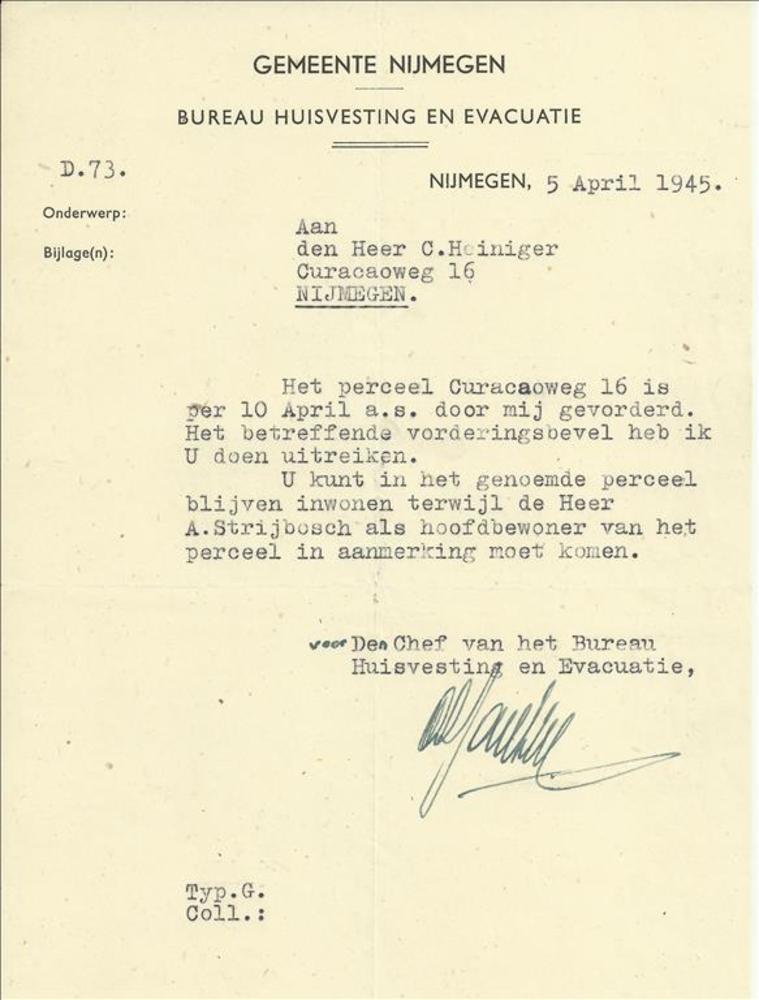 GEMEENTE NIJMEGEN
BUREAU HUISVESTING EN EVACUATIE
D.73.
NIJMEGEN, 5 April 1945.
Onderwerp:
Bijlage(n):
Aan
den Heer C.Heiniger
Curacaoweg 16
NIJMEGEN.
Het perceel Curacaoweg 16 is
per 10 April a.s. door mij gevorderd.
Het betreffende vorderingsbevel heb ik
U doen uitreiken.
U kunt in het genoemde perceel
blijven inwonen terwijl de Heer
A.Strijbosch als hoofdbewoner van het
perceel in aanmerking moet komen.
voor Den Chef van het Bureau
Huisvesting en Evacuatie,
Typ.G.
Coll.: